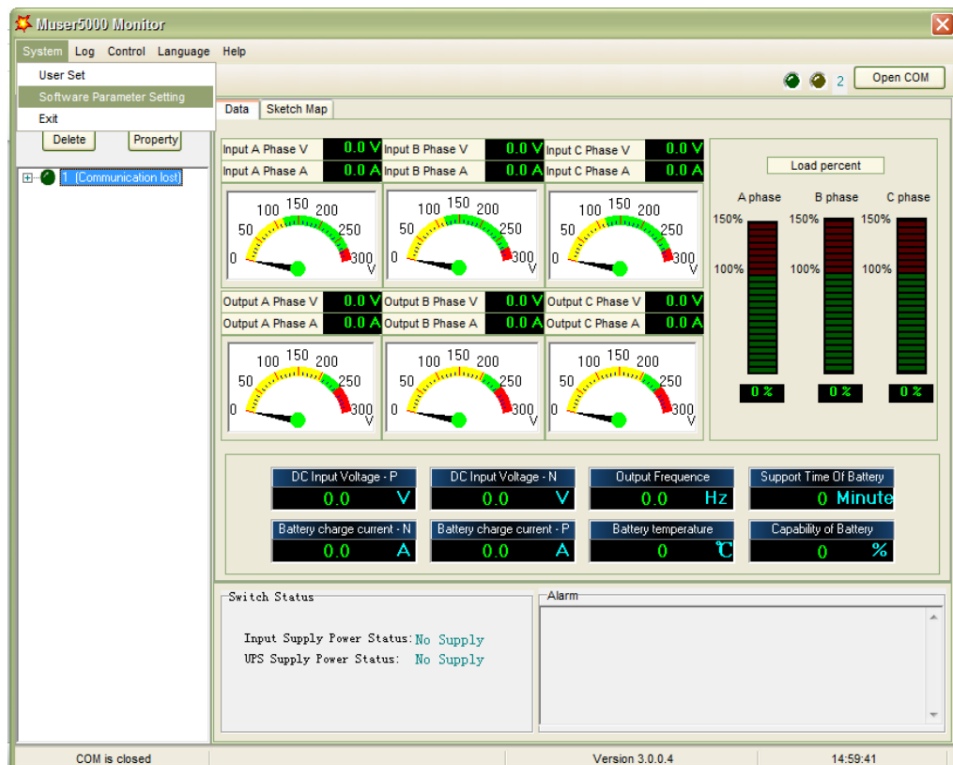 Muser5000 Monitor
System Log Control Language Help
User Set
Software Parameter Setting
Exit
2 Open COM
Delete Property
1 (Communication lost)
Data Sketch Map
Input A Phase V 0.0 V Input B Phase V 0.0 V Input C Phase V 0.0 V
Input A Phase A 0.0 A Input B Phase A 0.0 A Input C Phase A 0.0 A
0 50 100 150 200 250 300 V
0 50 100 150 200 250 300 V
0 50 100 150 200 250 300 V
Output A Phase V 0.0 V Output B Phase V 0.0 V Output C Phase V 0.0 V
Output A Phase A 0.0 A Output B Phase A 0.0 A Output C Phase A 0.0 A
0 50 100 150 200 250 300 V
0 50 100 150 200 250 300 V
0 50 100 150 200 250 300 V
Load percent
A phase B phase C phase
150% 150% 150%
100% 100% 100%
0 % 0 % 0 %
DC Input Voltage - P DC Input Voltage - N Output Frequence Support Time Of Battery
0.0 V 0.0 V 0.0 Hz 0 Minute
Battery charge current - N Battery charge current - P Battery temperature Capability of Battery
0.0 A 0.0 A 0 ℃ 0 %
Switch Status
Input Supply Power Status: No Supply
UPS Supply Power Status: No Supply
Alarm
COM is closed Version 3.0.0.4 14:59:41